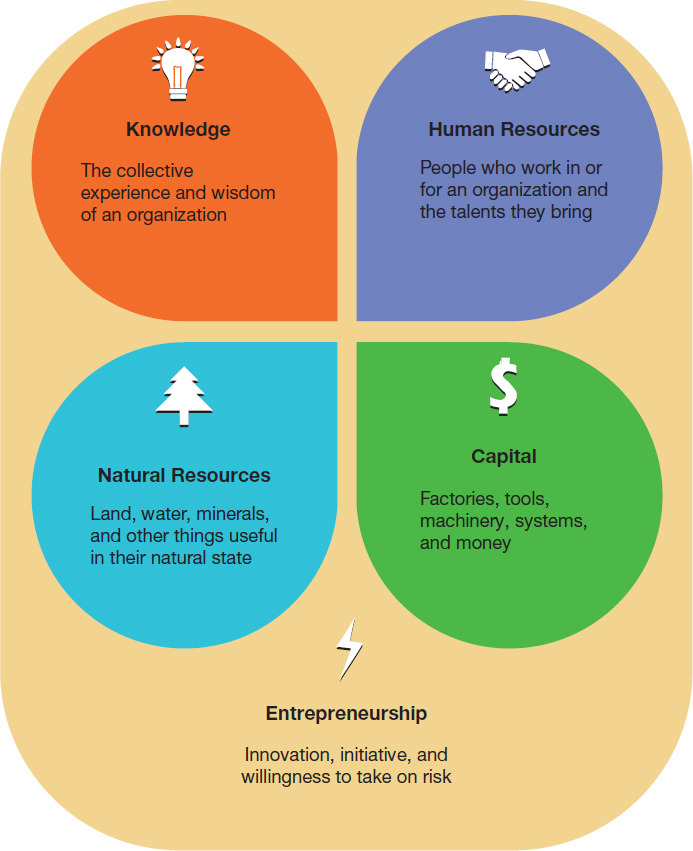 Knowledge
The collective
experience and wisdom
of an organization
Human Resources
People who work in or
for an organization and
the talents they bring
Natural Resources
Land, water, minerals,
and other things useful
in their natural state
Capital
Factories, tools,
machinery, systems,
and money
Entrepreneurship
Innovation, initiative, and
willingness to take on risk